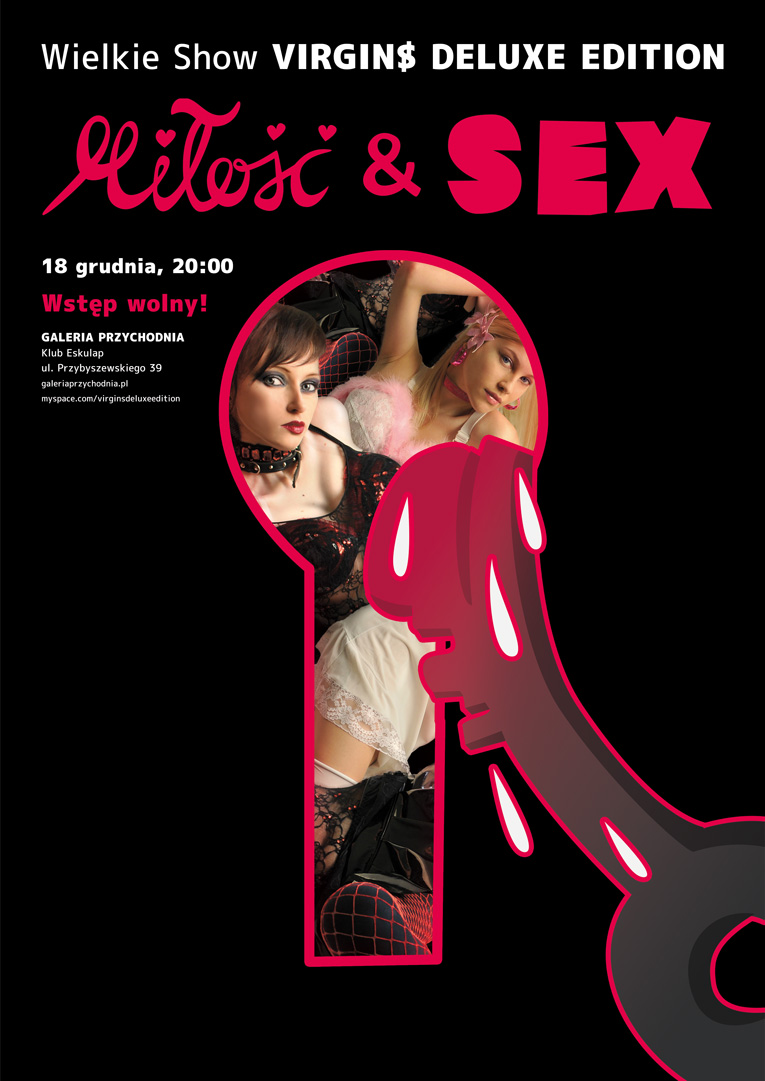 Wielkie Show VIRGIN$ DELUXE EDITION
Miłość & SEX
18 grudnia, 20:00
Wstęp wolny!
GALERIA PRZYCHODNIA
Klub Eskulap
ul. Przybyszewskiego 39
galeriaprzychodnia.pl
myspace.com/virginsdeluxeedition